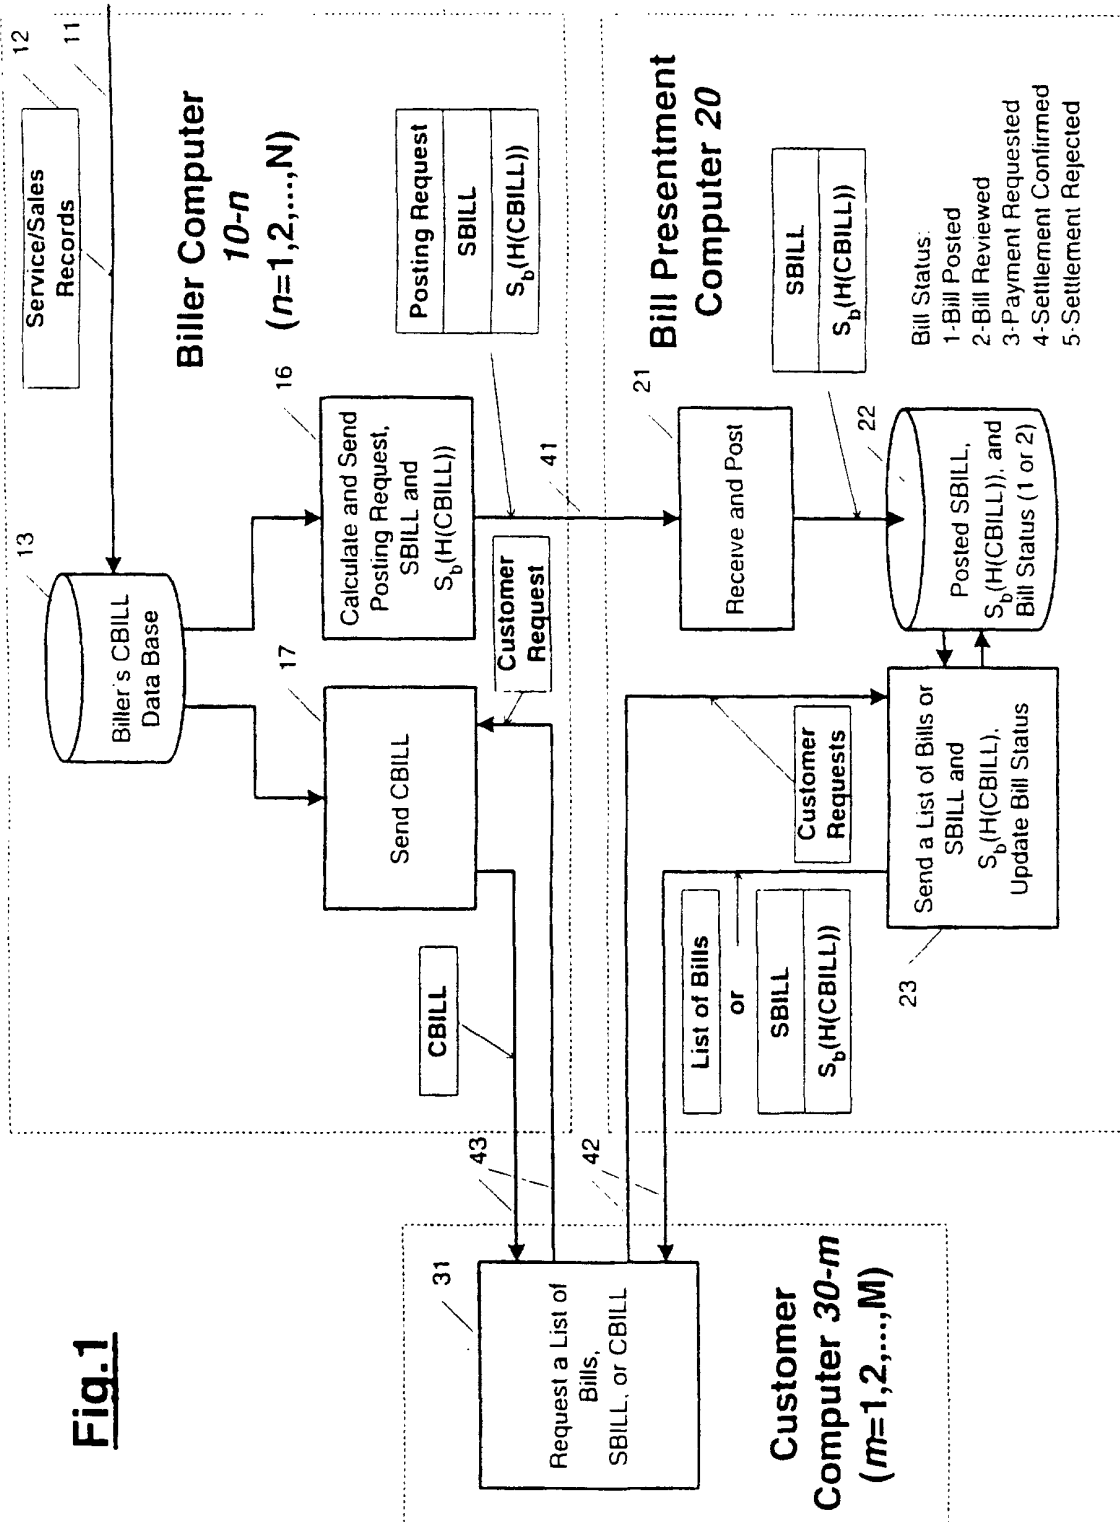 Fig.1
11
12
Service/Sales
Records
13
Biller's CBILL
Data Base
Biller Computer
10-n
(n=1,2,...,N)
16
Calculate and Send
Posting Request,
SBILL and
S_b(H(CBILL))
Posting Request
SBILL
S_b(H(CBILL))
17
Send CBILL
Customer
Request
CBILL
41
43
42
31
Request a List of
Bills,
SBILL, or CBILL
Customer
Computer 30-m
(m=1,2,...,M)
Bill Presentment
Computer 20
21
Receive and Post
SBILL
S_b(H(CBILL))
22
Posted SBILL,
S_b(H(CBILL)), and
Bill Status (1 or 2)
Bill Status:
1-Bill Posted
2-Bill Reviewed
3-Payment Requested
4-Settlement Confirmed
5-Settlement Rejected
Customer
Requests
List of Bills
or
SBILL
S_b(H(CBILL))
23
Send a List of Bills or
SBILL and
S_b(H(CBILL),
Update Bill Status